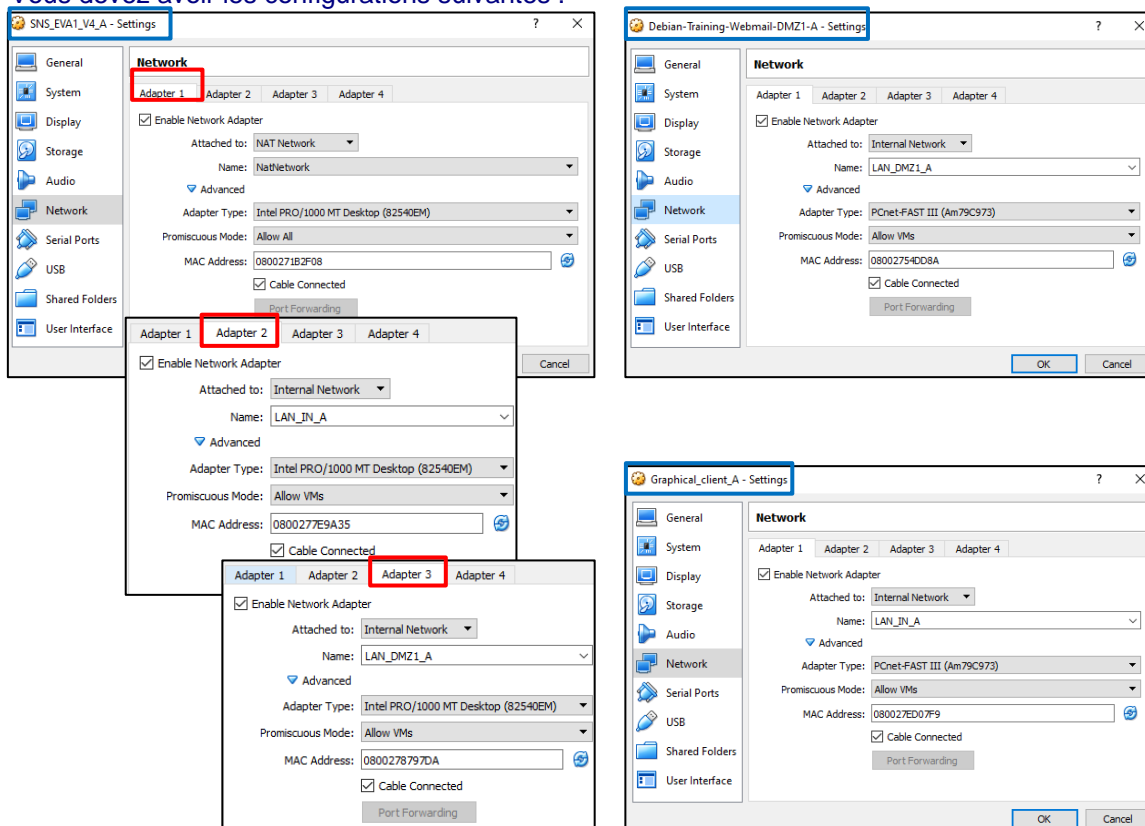 Vous devez avoir les configurations suivantes :
SNS_EVA1_V4_A - Settings ? ×
General
System
Display
Storage
Audio
Network
Serial Ports
USB
Shared Folders
User Interface
Network
Adapter 1 Adapter 2 Adapter 3 Adapter 4
Enable Network Adapter
Attached to: NAT Network
Name: NatNetwork
Advanced
Adapter Type: Intel PRO/1000 MT Desktop (82540EM)
Promiscuous Mode: Allow All
MAC Address: 0800271B2F08
Cable Connected
Port Forwarding
Cancel
Adapter 1 Adapter 2 Adapter 3 Adapter 4
Enable Network Adapter
Attached to: Internal Network
Name: LAN_IN_A
Advanced
Adapter Type: Intel PRO/1000 MT Desktop (82540EM)
Promiscuous Mode: Allow VMs
MAC Address: 0800277E9A35
Cable Connected
Adapter 1 Adapter 2 Adapter 3 Adapter 4
Enable Network Adapter
Attached to: Internal Network
Name: LAN_DMZ1_A
Advanced
Adapter Type: Intel PRO/1000 MT Desktop (82540EM)
Promiscuous Mode: Allow VMs
MAC Address: 0800278797DA
Cable Connected
Port Forwarding
Debian-Training-Webmail-DMZ1-A - Settings ? ×
General
System
Display
Storage
Audio
Network
Serial Ports
USB
Shared Folders
User Interface
Network
Adapter 1 Adapter 2 Adapter 3 Adapter 4
Enable Network Adapter
Attached to: Internal Network
Name: LAN_DMZ1_A
Advanced
Adapter Type: PCnet-FAST III (Am79C973)
Promiscuous Mode: Allow VMs
MAC Address: 08002754DD8A
Cable Connected
Port Forwarding
OK Cancel
Graphical_client_A - Settings ? ×
General
System
Display
Storage
Audio
Network
Serial Ports
USB
Shared Folders
User Interface
Network
Adapter 1 Adapter 2 Adapter 3 Adapter 4
Enable Network Adapter
Attached to: Internal Network
Name: LAN_IN_A
Advanced
Adapter Type: PCnet-FAST III (Am79C973)
Promiscuous Mode: Allow VMs
MAC Address: 080027ED07F9
Cable Connected
Port Forwarding
OK Cancel